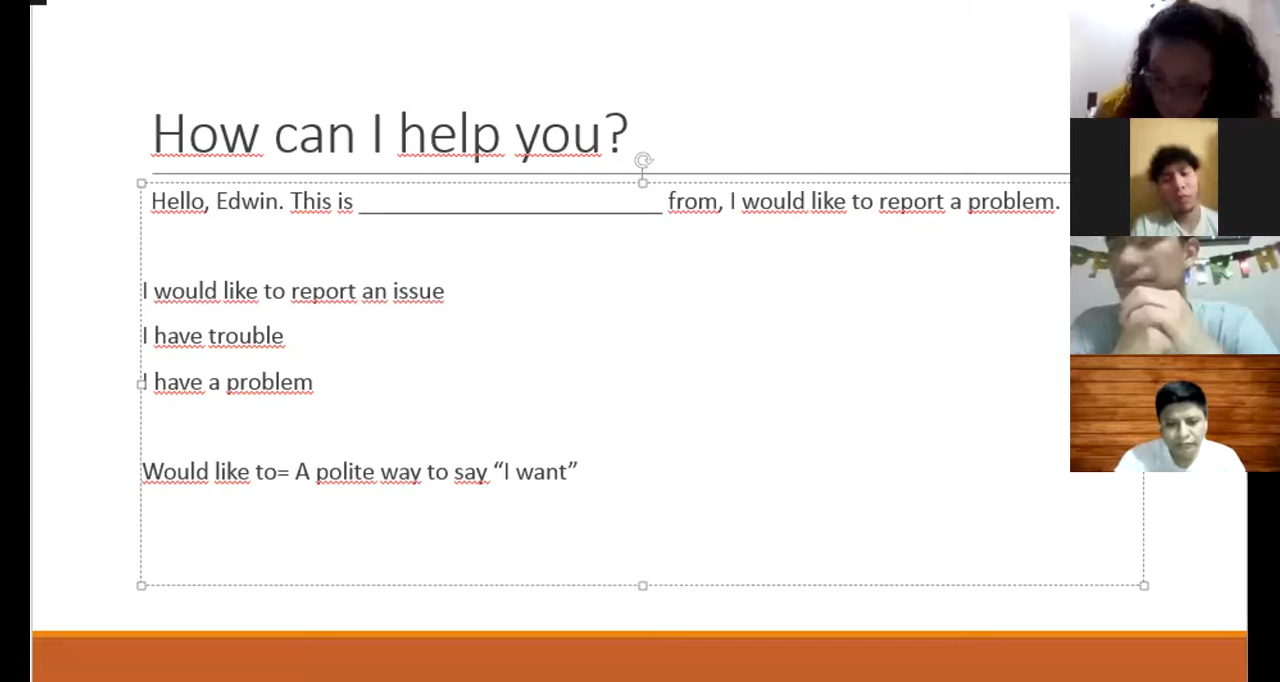 How can I help you?
Hello, Edwin. This is ________________________ from, I would like to report a problem.
I would like to report an issue
I have trouble
I have a problem
Would like to= A polite way to say “I want”